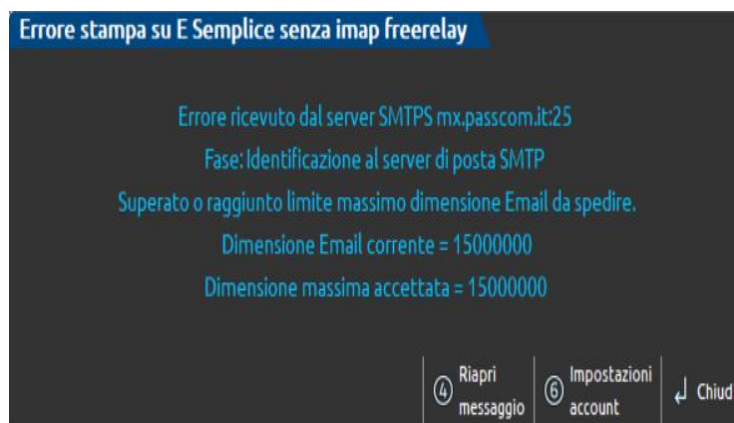 Errore stampa su E Semplice senza imap freerelay
Errore ricevuto dal server SMTPS mx.passcom.it:25
Fase: Identificazione al server di posta SMTP
Superato o raggiunto limite massimo dimensione Email da spedire.
Dimensione Email corrente = 15000000
Dimensione massima accettata = 15000000
4 Riapri messaggio
6 Impostazioni account
↲ Chiud